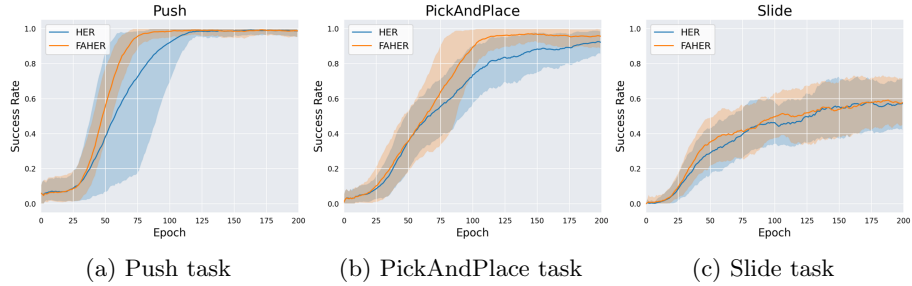 Push
HER
FAHER
Success Rate
1.0
0.8
0.6
0.4
0.2
0.0
0 25 50 75 100 125 150 175 200
Epoch
(a) Push task
PickAndPlace
HER
FAHER
Success Rate
1.0
0.8
0.6
0.4
0.2
0.0
0 25 50 75 100 125 150 175 200
Epoch
(b) PickAndPlace task
Slide
HER
FAHER
Success Rate
1.0
0.8
0.6
0.4
0.2
0.0
0 25 50 75 100 125 150 175 200
Epoch
(c) Slide task